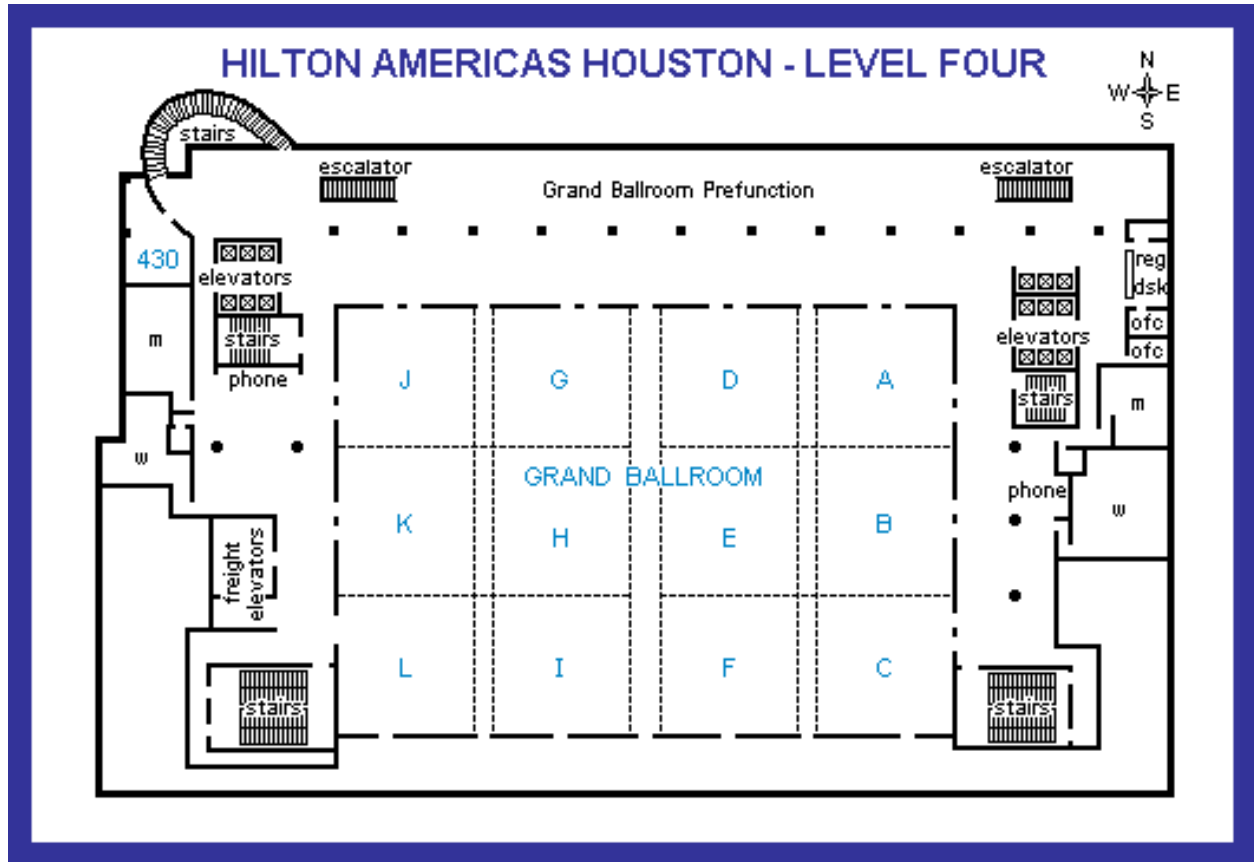 HILTON AMERICAS HOUSTON - LEVEL FOUR
N
W E
S
stairs
escalator
Grand Ballroom Prefunction
escalator
430
elevators
reg
dsk
stairs
phone
m
w
freight
elevators
stairs
elevators
ofc
ofc
stairs
m
phone
w
J G D A
GRAND BALLROOM
K H E B
L I F C
stairs